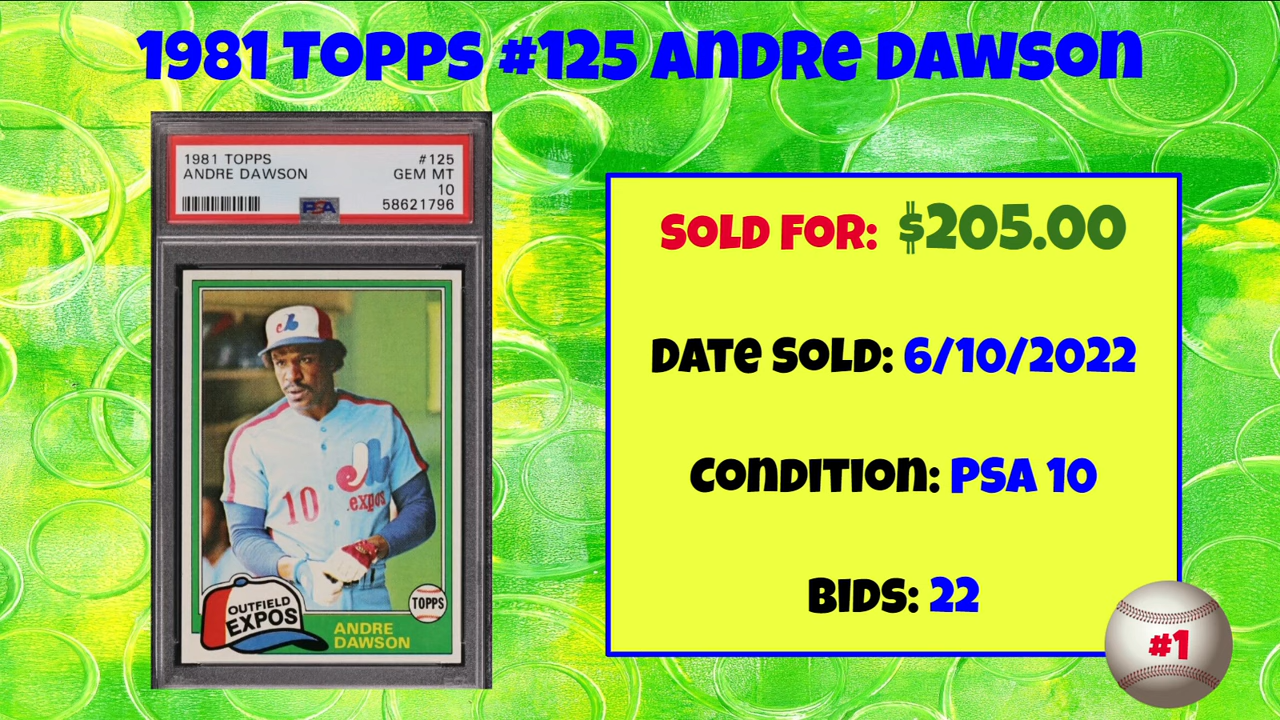 1981 TOPPS #125 ANDRE DAWSON
1981 TOPPS #125
ANDRE DAWSON GEM MT
10
PSA 58621796
10
expos
OUTFIELD
EXPOS
TOPPS
ANDRE
DAWSON
SOLD FOR: $205.00
DATE SOLD: 6/10/2022
CONDITION: PSA 10
BIDS: 22
#1